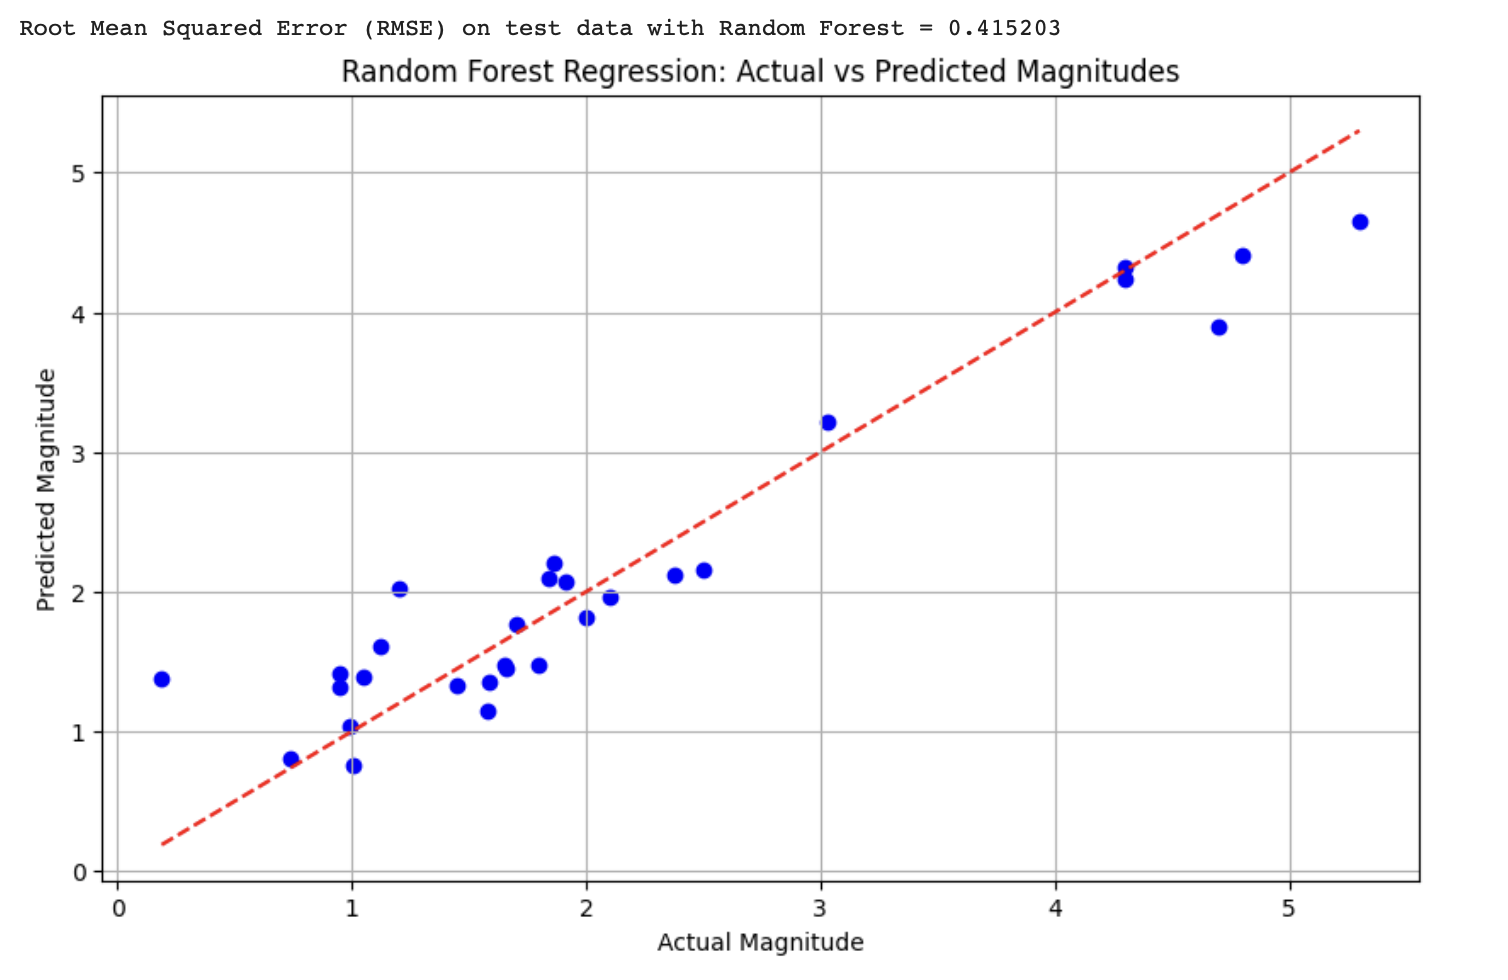 Root Mean Squared Error (RMSE) on test data with Random Forest = 0.415203
Random Forest Regression: Actual vs Predicted Magnitudes
Predicted Magnitude
5
4
3
2
1
0
0 1 2 3 4 5
Actual Magnitude